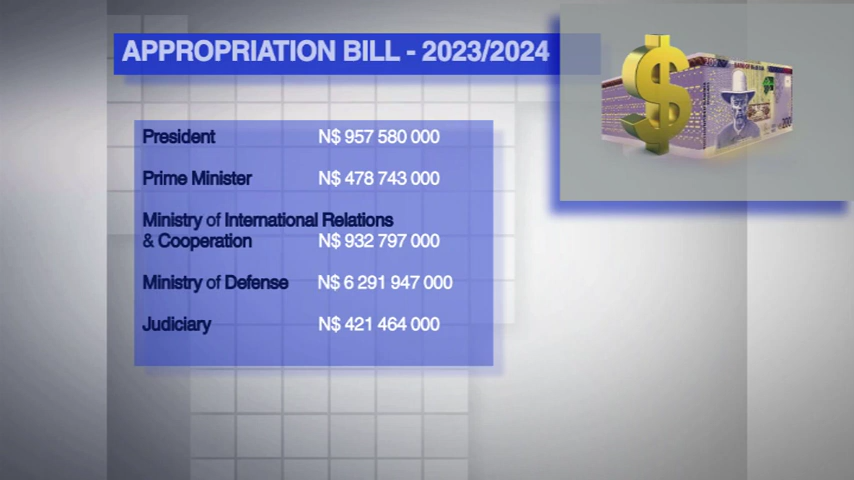 APPROPRIATION BILL - 2023/2024
President N$ 957 580 000
Prime Minister N$ 478 743 000
Ministry of International Relations
& Cooperation N$ 932 797 000
Ministry of Defense N$ 6 291 947 000
Judiciary N$ 421 464 000